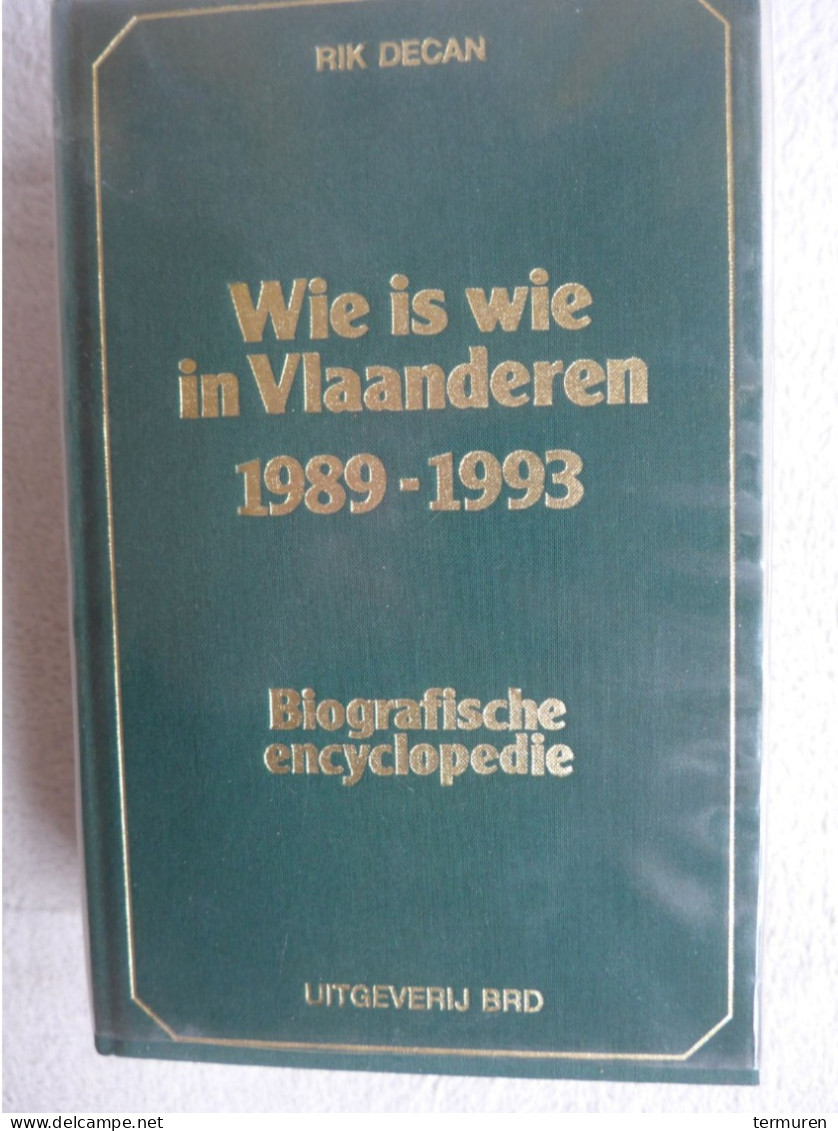 RIK DECAN
Wie is wie
in Vlaanderen
1989 - 1993
Biografische
encyclopedie
UITGEVERIJ BRD
www.delcampe.net
termuren